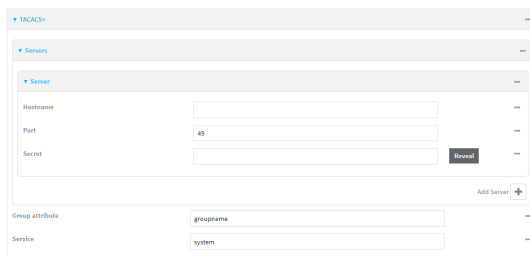 TACACS+
Servers
Server
Hostname
Port 49
Secret Reveal
Add Server
Group attribute groupname
Service system